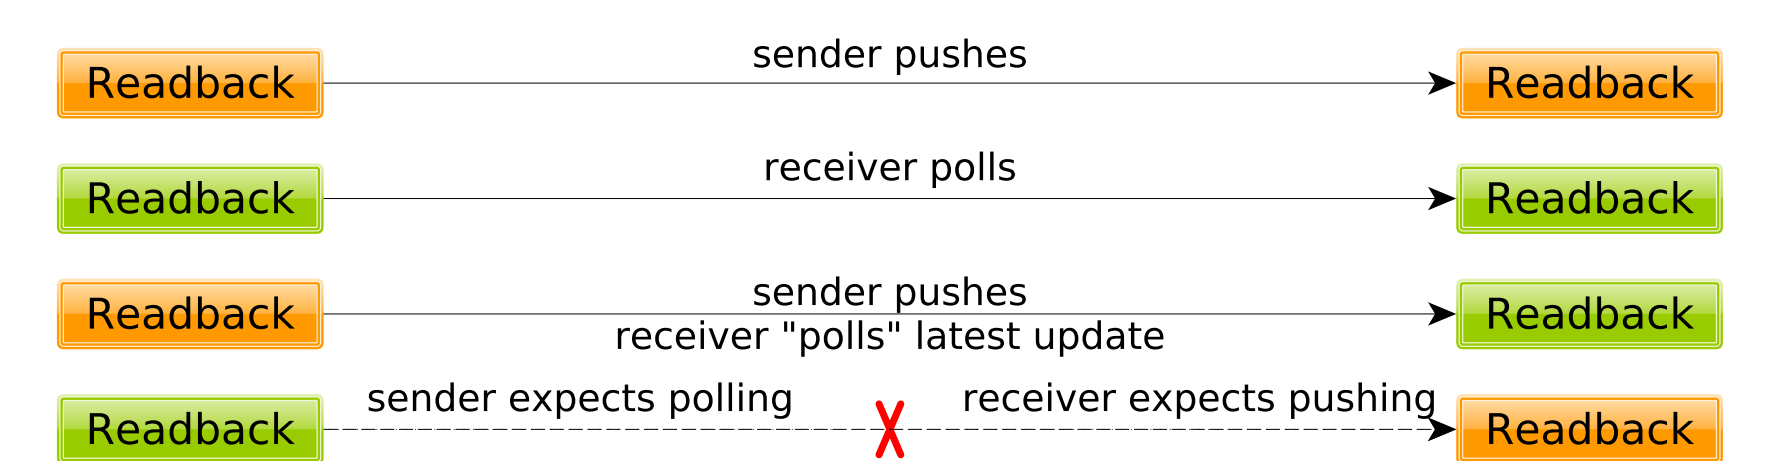 sender pushes
Readback Readback
receiver polls
Readback Readback
sender pushes
Readback Readback
receiver "polls" latest update
sender expects polling receiver expects pushing
Readback Readback